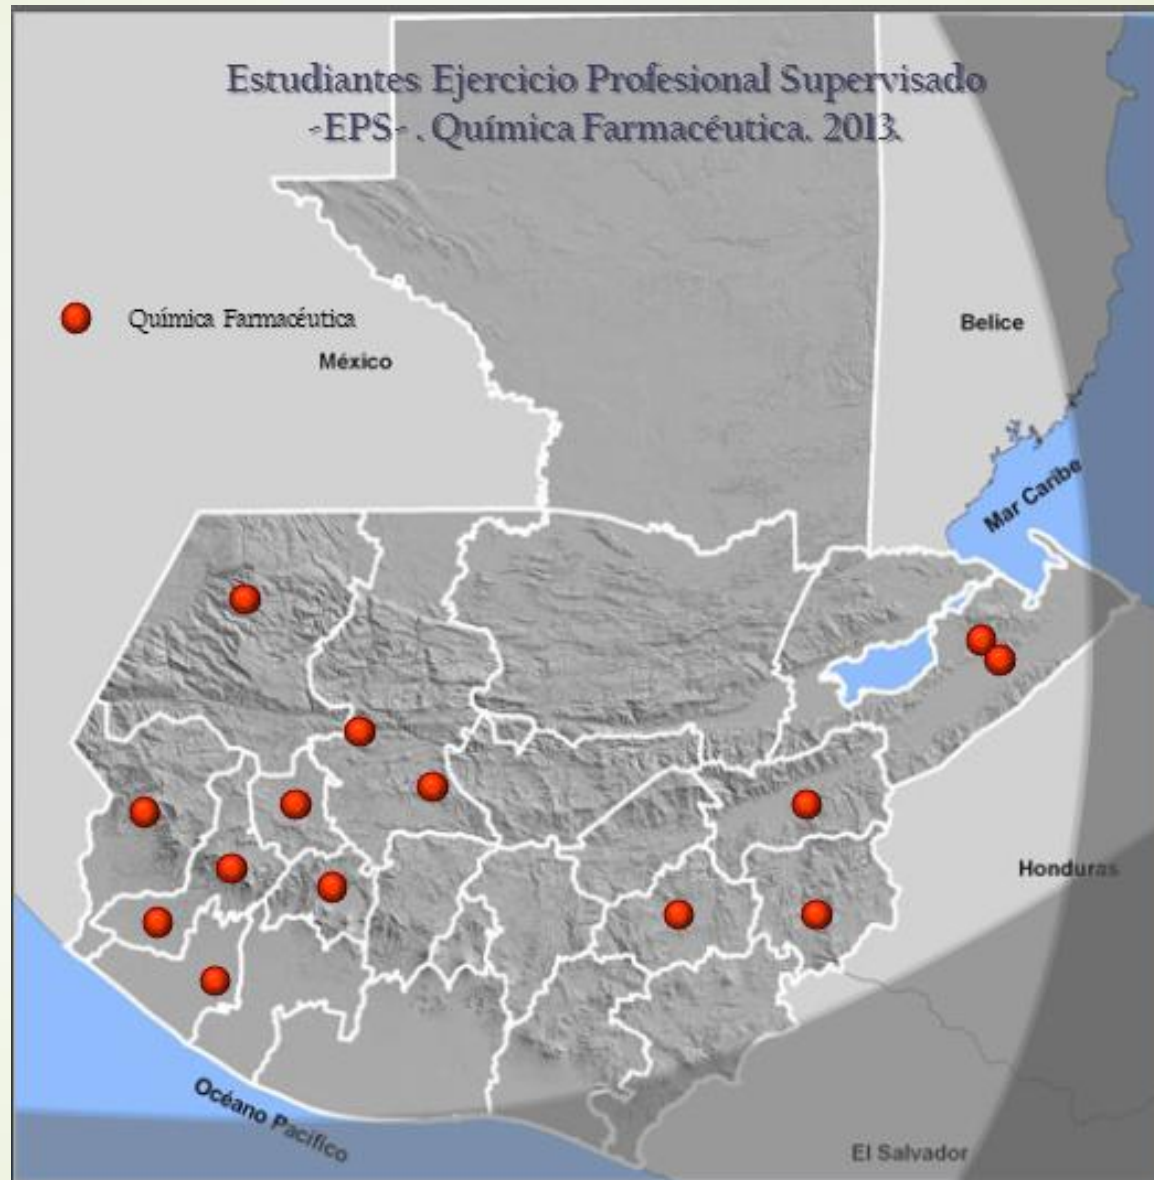 Estudiantes Ejercicio Profesional Supervisado
-EPS- . Química Farmacéutica. 2013.
Química Farmacéutica
México
Belice
Mar Caribe
Honduras
Océano Pacífico
El Salvador